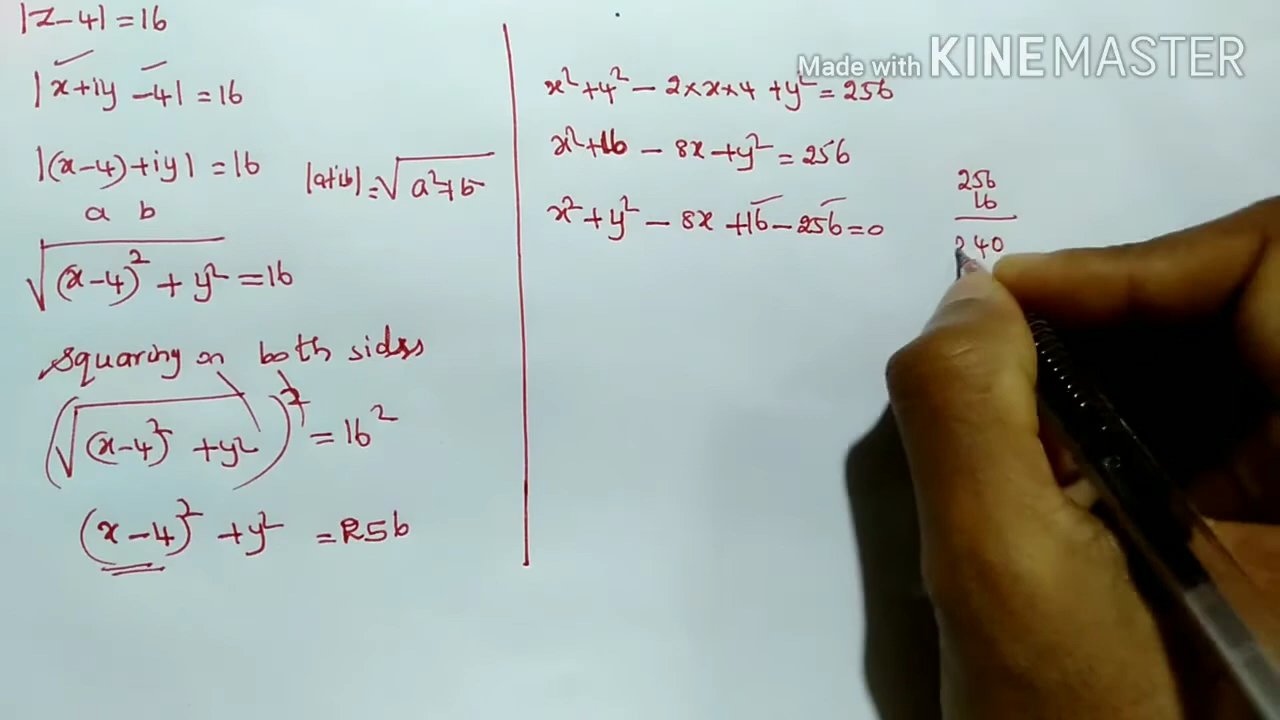 |Z-4| = 16
|x+iy -4| = 16
|(x-4)+iy| = 16
a b
|a+ib| = √a²+b²
√(x-4)² + y² = 16
Squaring on both sides
(√(x-4)² + y²)² = 16²
(x-4)² + y² = 256
Made with KINEMASTER
x²+4² - 2×x×4 + y² = 256
x²+16 - 8x + y² = 256
x² + y² - 8x + 16 - 256 = 0
256
16
240